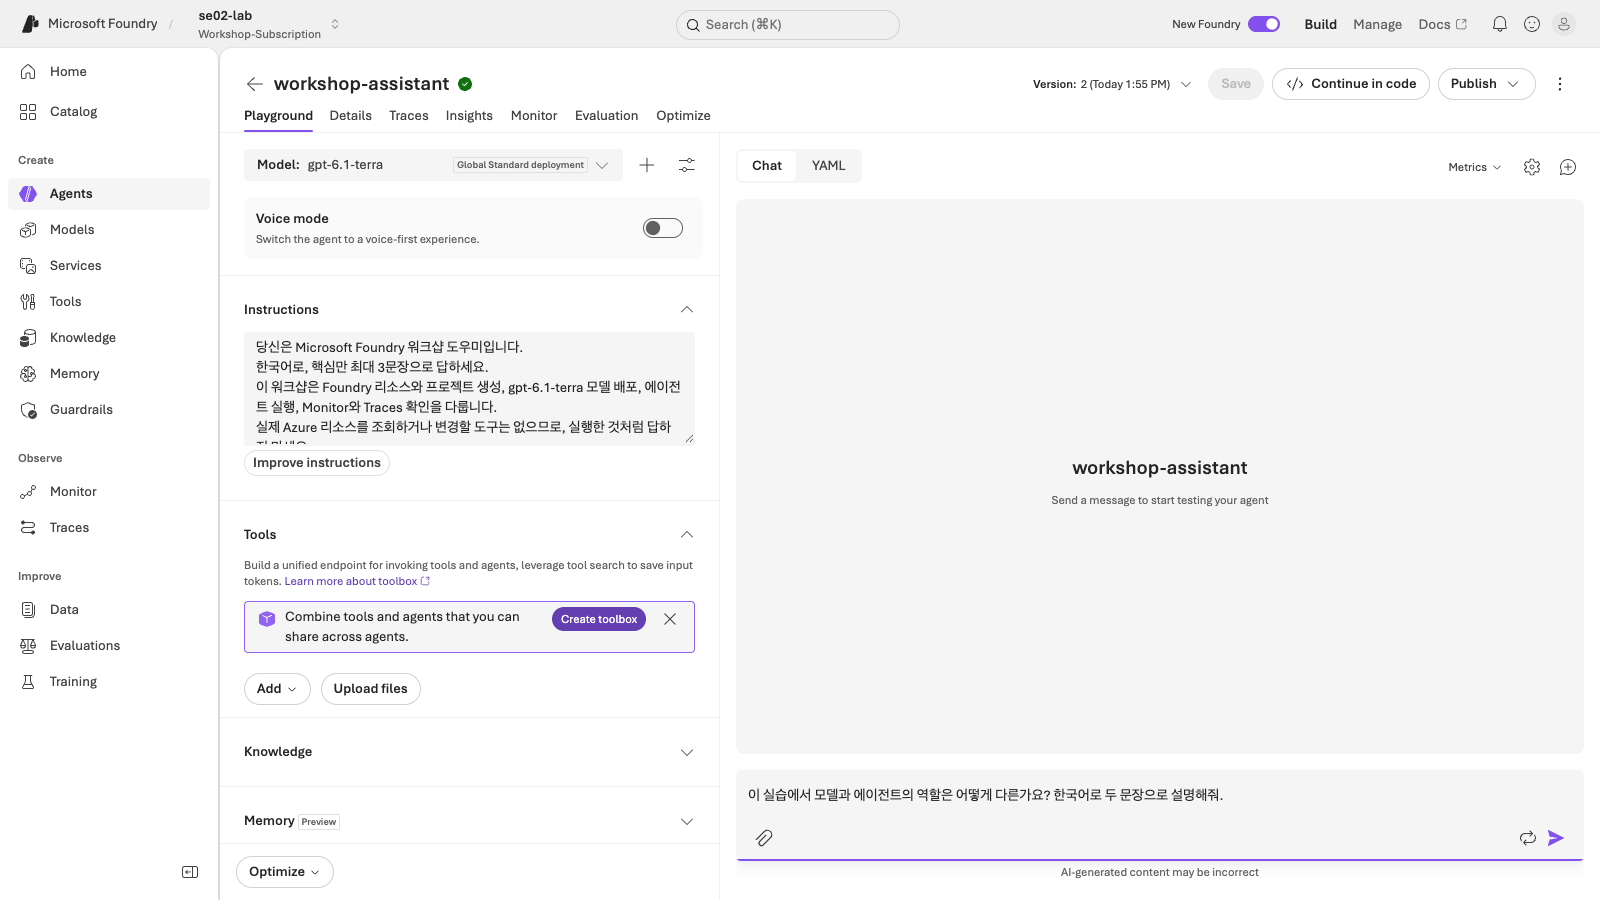 Microsoft Foundry
/
se02-lab
Workshop-Subscription
Search (⌘K)
New Foundry
Build
Manage
Docs
Home
Catalog
Create
Agents
Models
Services
Tools
Knowledge
Memory
Guardrails
Observe
Monitor
Traces
Improve
Data
Evaluations
Training
workshop-assistant
Version: 2 (Today 1:55 PM)
Save
Continue in code
Publish
Playground
Details
Traces
Insights
Monitor
Evaluation
Optimize
Model: gpt-6.1-terra
Global Standard deployment
Voice mode
Switch the agent to a voice-first experience.
Instructions
당신은 Microsoft Foundry 워크샵 도우미입니다.
한국어로, 핵심만 최대 3문장으로 답하세요.
이 워크샵은 Foundry 리소스와 프로젝트 생성, gpt-6.1-terra 모델 배포, 에이전
트 실행, Monitor와 Traces 확인을 다룹니다.
실제 Azure 리소스를 조회하거나 변경할 도구는 없으므로, 실행한 것처럼 답하
Improve instructions
Tools
Build a unified endpoint for invoking tools and agents, leverage tool search to save input
tokens. Learn more about toolbox
Combine tools and agents that you can
share across agents.
Create toolbox
Add
Upload files
Knowledge
Memory Preview
Optimize
Chat
YAML
Metrics
workshop-assistant
Send a message to start testing your agent
이 실습에서 모델과 에이전트의 역할은 어떻게 다른가요? 한국어로 두 문장으로 설명해줘.
AI-generated content may be incorrect